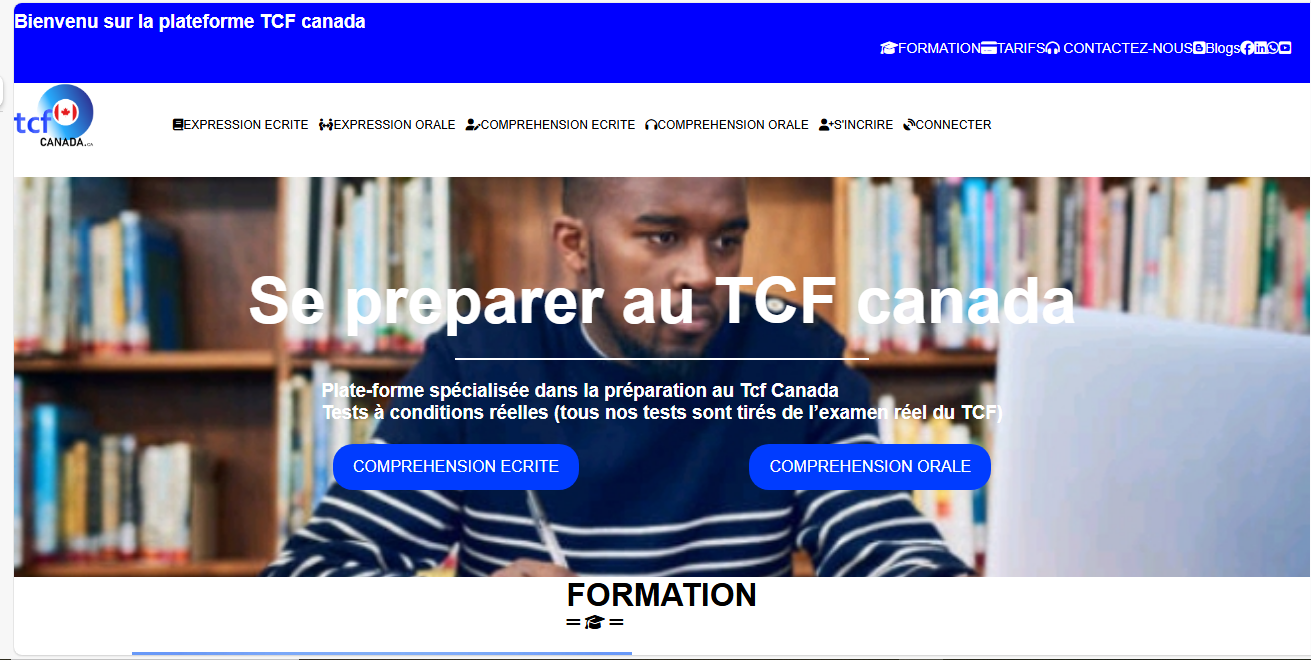 Bienvenu sur la plateforme TCF canada
FORMATION TARIFS CONTACTEZ-NOUS Blogs
tcf
CANADA.CA
EXPRESSION ECRITE EXPRESSION ORALE COMPREHENSION ECRITE COMPREHENSION ORALE S'INCRIRE CONNECTER
Se preparer au TCF canada
Plate-forme spécialisée dans la préparation au Tcf Canada
Tests à conditions réelles (tous nos tests sont tirés de l’examen réel du TCF)
COMPREHENSION ECRITE COMPREHENSION ORALE
FORMATION
= =